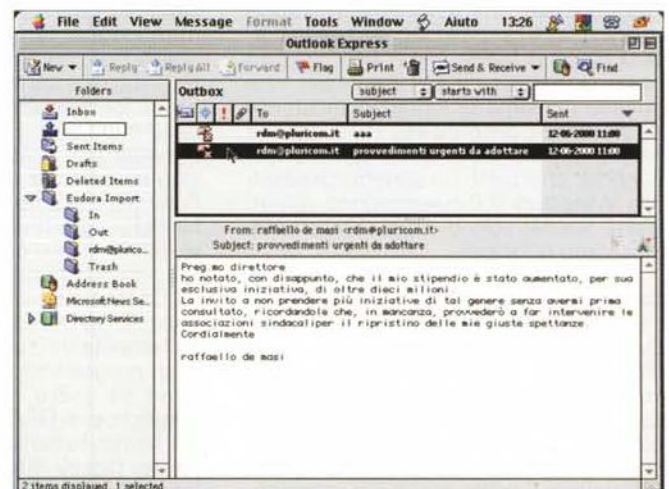 File Edit View Message Format Tools Window Aiuto 13:26
Outlook Express
New Reply Reply All Forward Flag Print Send & Receive Find
Folders
Outbox subject starts with
To Subject Sent
Inbox
Sent Items
Drafts
Deleted Items
Eudora Import
In
Out
rdm@plurico...
Trash
Address Book
Microsoft News Se...
Directory Services
rdm@pluricom.it aaa 12-06-2000 11:00
rdm@pluricom.it provvedimenti urgenti da adottare 12-06-2000 11:00
From: raffaello de masi <rdm@pluricom.it>
Subject: provvedimenti urgenti da adottare
Preg.mo direttore
ho notato, con disappunto, che il mio stipendio è stato aumentato, per sua
esclusiva iniziativa, di oltre dieci milioni.
La invito a non prendere più iniziative di tal genere senza avermi prima
consultato, ricordandole che, in mancanza, provvederò a far intervenire le
associazioni sindacaliper il ripristino delle mie giuste spettanze.
Cordialmente
raffaello de masi
2 items displayed, 1 selected